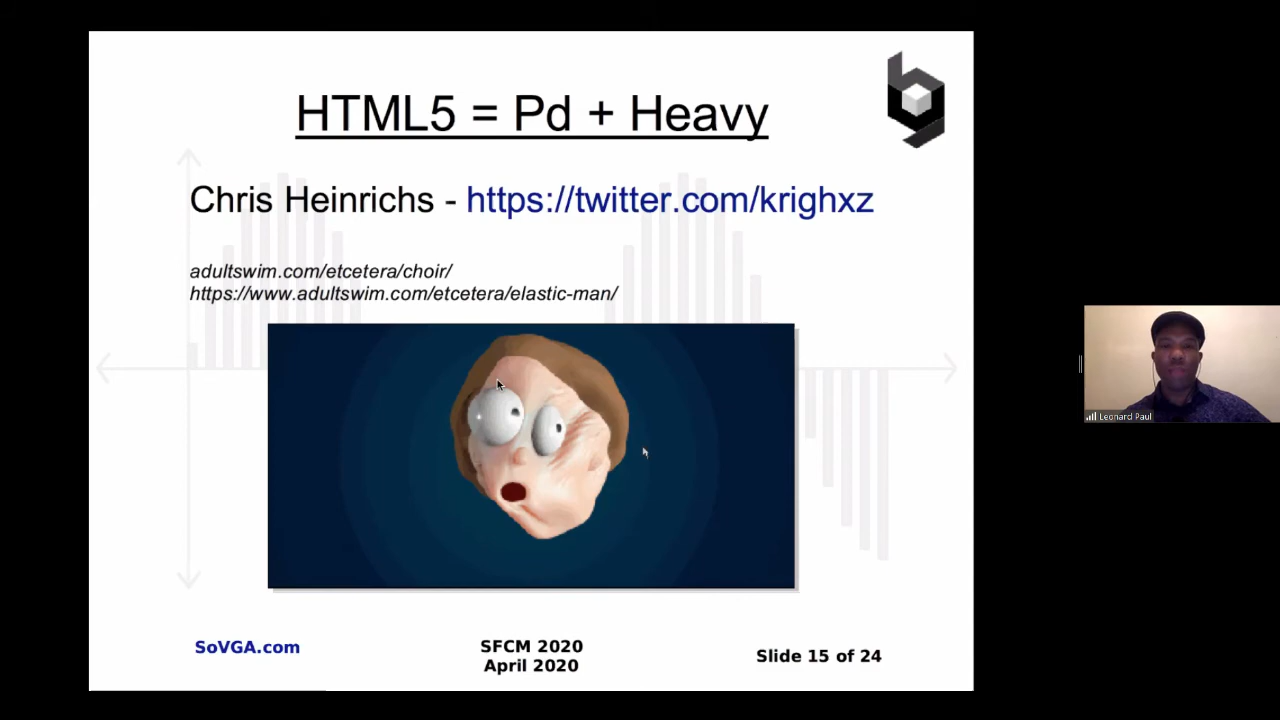 HTML5 = Pd + Heavy
Chris Heinrichs - https://twitter.com/krighxz
adultswim.com/etcetera/choir/
https://www.adultswim.com/etcetera/elastic-man/
Leonard Paul
SoVGA.com
SFCM 2020
April 2020
Slide 15 of 24